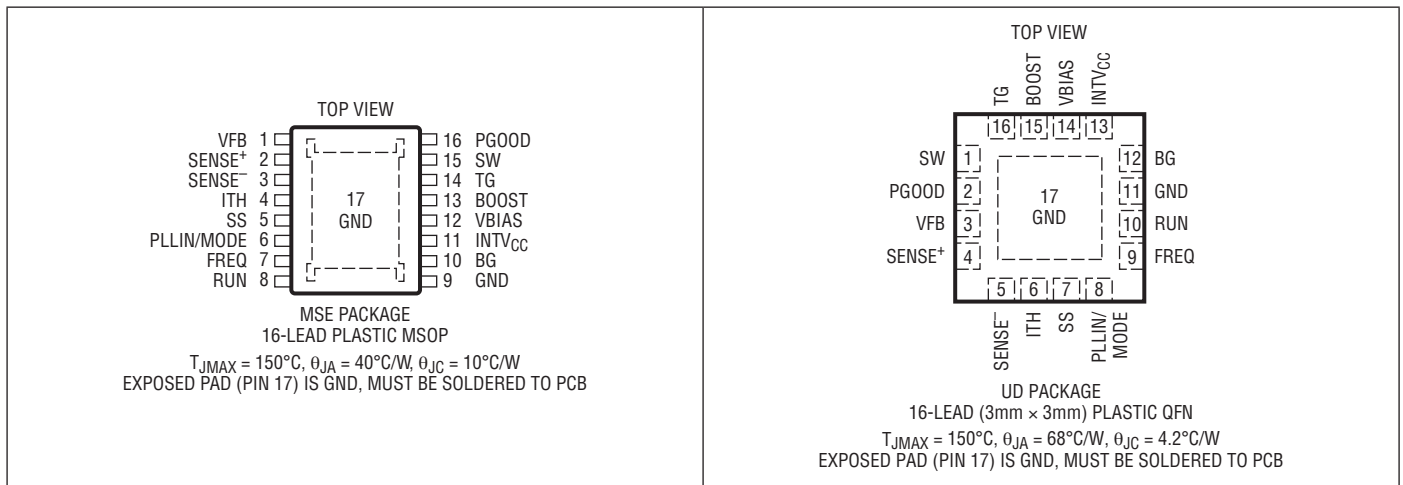 TOP VIEW
VFB 1
SENSE+ 2
SENSE– 3
ITH 4
SS 5
PLLIN/MODE 6
FREQ 7
RUN 8
17
GND
16 PGOOD
15 SW
14 TG
13 BOOST
12 VBIAS
11 INTVCC
10 BG
9 GND
MSE PACKAGE
16-LEAD PLASTIC MSOP
TJMAX = 150°C, θJA = 40°C/W, θJC = 10°C/W
EXPOSED PAD (PIN 17) IS GND, MUST BE SOLDERED TO PCB
TOP VIEW
TG
BOOST
VBIAS
INTVCC
16 15 14 13
SW 1
PGOOD 2
VFB 3
SENSE+ 4
17
GND
12 BG
11 GND
10 RUN
9 FREQ
5 6 7 8
SENSE–
ITH
SS
PLLIN/
MODE
UD PACKAGE
16-LEAD (3mm × 3mm) PLASTIC QFN
TJMAX = 150°C, θJA = 68°C/W, θJC = 4.2°C/W
EXPOSED PAD (PIN 17) IS GND, MUST BE SOLDERED TO PCB